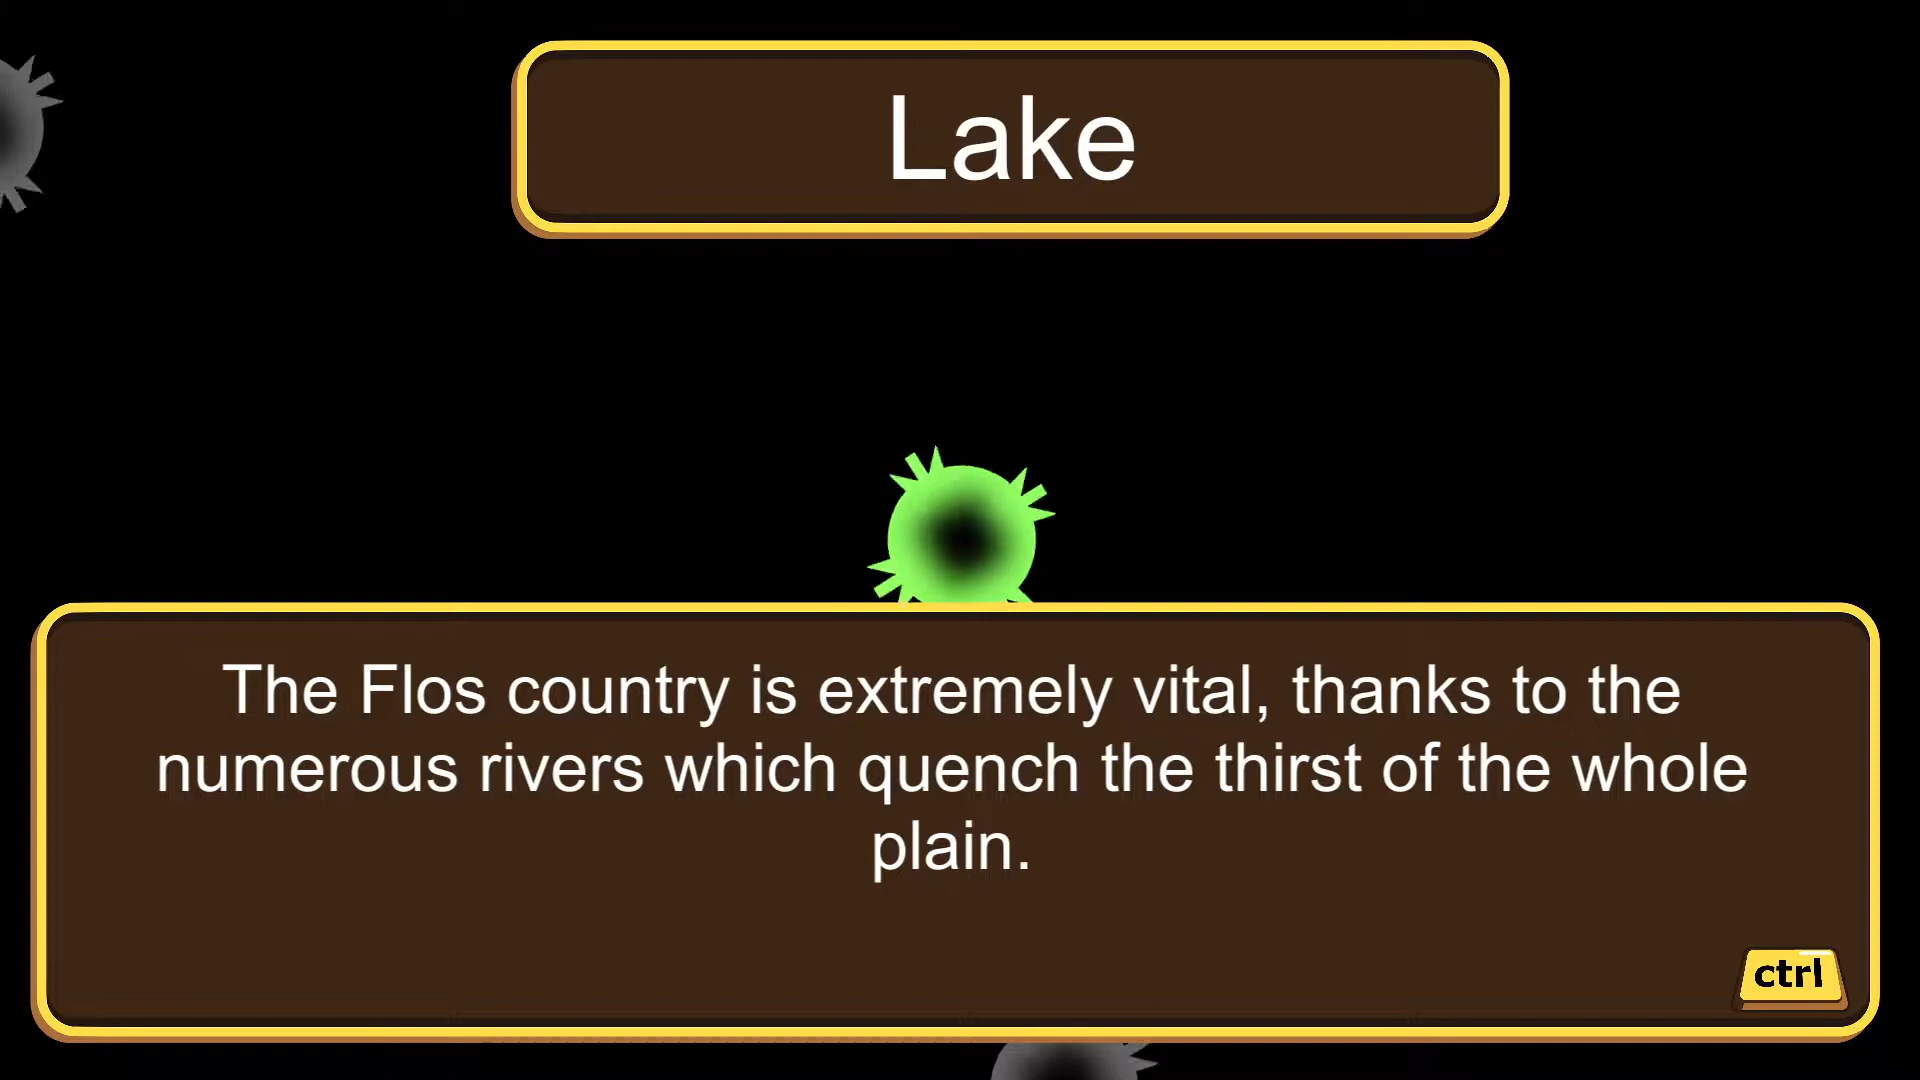 Lake
The Flos country is extremely vital, thanks to the
numerous rivers which quench the thirst of the whole
plain.
ctrl